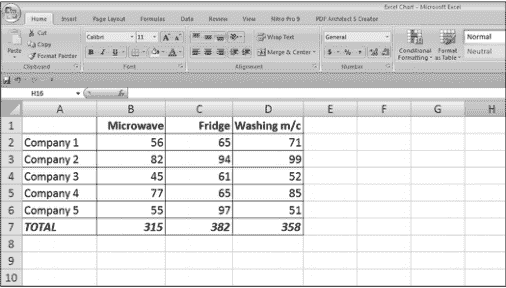 Excel Chart - Microsoft Excel
Home Insert Page Layout Formulas Data Review View Nitro Pro 9 PDF Architect 5 Creator
Cut
Copy
Format Painter
Paste
Clipboard
Calibri 11 A A
B I U A
Font
Wrap Text
Merge & Center
Alignment
General
$ % ,
Number
Conditional Formatting
Format as Table
Normal
Neutral
H16 fx
A B C D E F G H
1 Microwave Fridge Washing m/c
2 Company 1 56 65 71
3 Company 2 82 94 99
4 Company 3 45 61 52
5 Company 4 77 65 85
6 Company 5 55 97 51
7 TOTAL 315 382 358
8
9
10